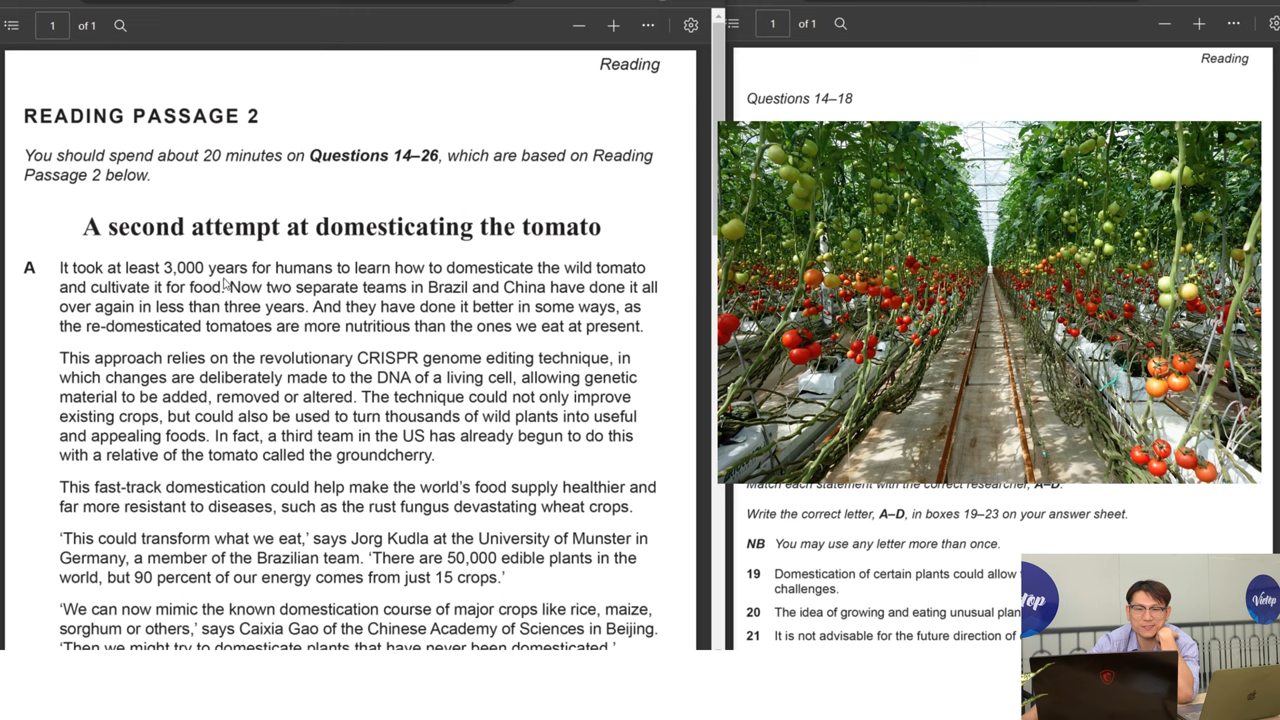 1 of 1
Reading
READING PASSAGE 2
You should spend about 20 minutes on Questions 14–26, which are based on Reading
Passage 2 below.
A second attempt at domesticating the tomato
A It took at least 3,000 years for humans to learn how to domesticate the wild tomato
and cultivate it for food. Now two separate teams in Brazil and China have done it all
over again in less than three years. And they have done it better in some ways, as
the re-domesticated tomatoes are more nutritious than the ones we eat at present.
This approach relies on the revolutionary CRISPR genome editing technique, in
which changes are deliberately made to the DNA of a living cell, allowing genetic
material to be added, removed or altered. The technique could not only improve
existing crops, but could also be used to turn thousands of wild plants into useful
and appealing foods. In fact, a third team in the US has already begun to do this
with a relative of the tomato called the groundcherry.
This fast-track domestication could help make the world's food supply healthier and
far more resistant to diseases, such as the rust fungus devastating wheat crops.
‘This could transform what we eat,’ says Jorg Kudla at the University of Munster in
Germany, a member of the Brazilian team. ‘There are 50,000 edible plants in the
world, but 90 percent of our energy comes from just 15 crops.’
‘We can now mimic the known domestication course of major crops like rice, maize,
sorghum or others,’ says Caixia Gao of the Chinese Academy of Sciences in Beijing.
‘Then we might try to domesticate plants that have never been domesticated.’
1 of 1
Reading
Questions 14–18
Match each statement with the correct researcher, A–D.
Write the correct letter, A–D, in boxes 19–23 on your answer sheet.
NB You may use any letter more than once.
19 Domestication of certain plants could allow
challenges.
20 The idea of growing and eating unusual plan
21 It is not advisable for the future direction of
VieTop